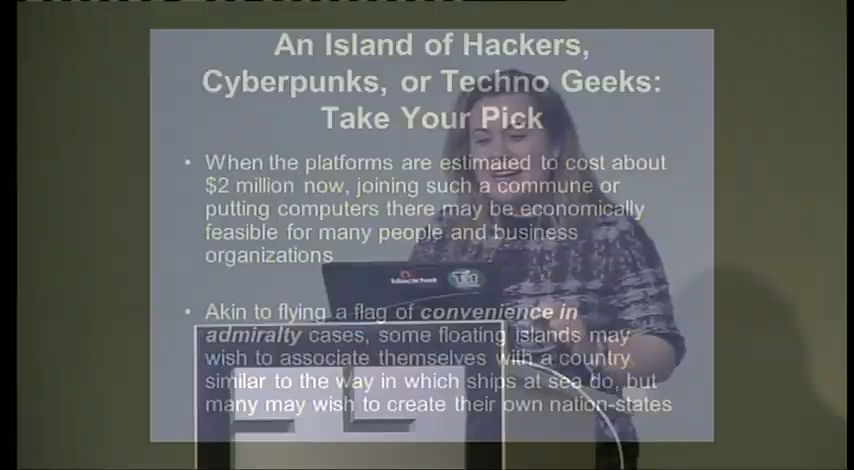 An Island of Hackers,
Cyberpunks, or Techno Geeks:
Take Your Pick
• When the platforms are estimated to cost about
$2 million now, joining such a commune or
putting computers there may be economically
feasible for many people and business
organizations
• Akin to flying a flag of convenience in
admiralty cases, some floating islands may
wish to associate themselves with a country
similar to the way in which ships at sea do, but
many may wish to create their own nation-states